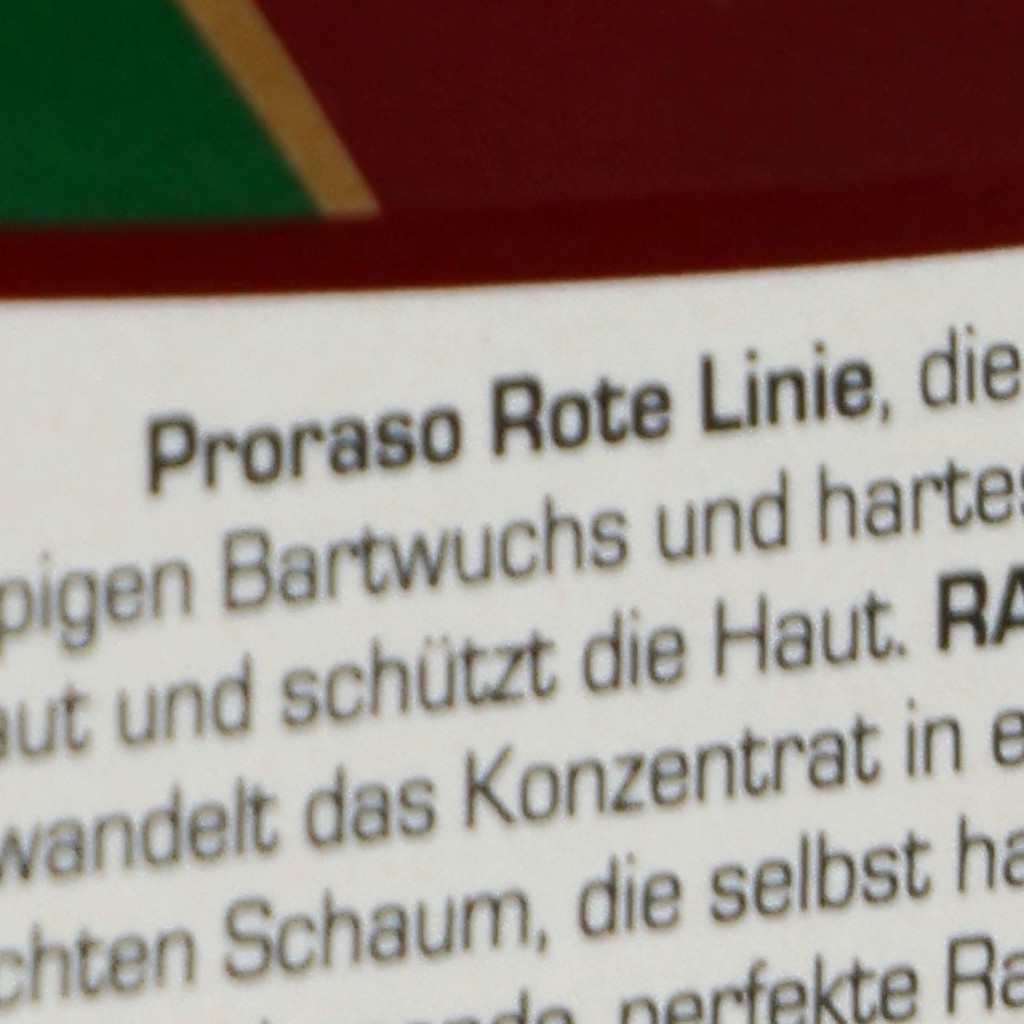 Proraso Rote Linie, die
pigen Bartwuchs und hartes
aut und schützt die Haut. RA
wandelt das Konzentrat in e
chten Schaum, die selbst ha
perfekte Ra